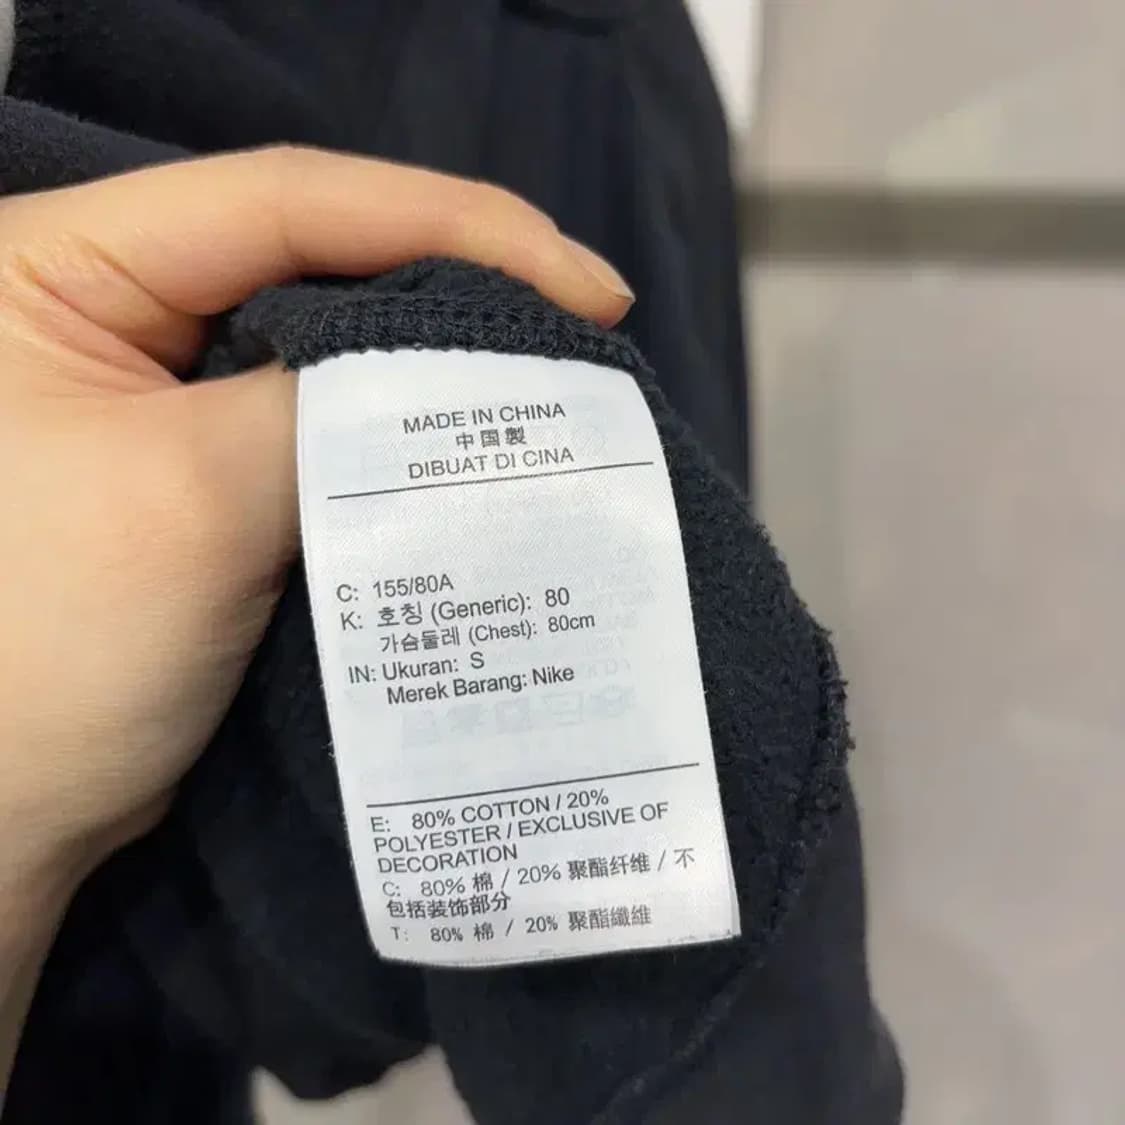 MADE IN CHINA
中国製
DIBUAT DI CINA
C: 155/80A
K: 호칭 (Generic): 80
가슴둘레 (Chest): 80cm
IN: Ukuran: S
Merek Barang: Nike
E: 80% COTTON / 20%
POLYESTER / EXCLUSIVE OF
DECORATION
C: 80% 棉 / 20% 聚酯纤维 / 不
包括装饰部分
T: 80% 棉 / 20% 聚酯纖維